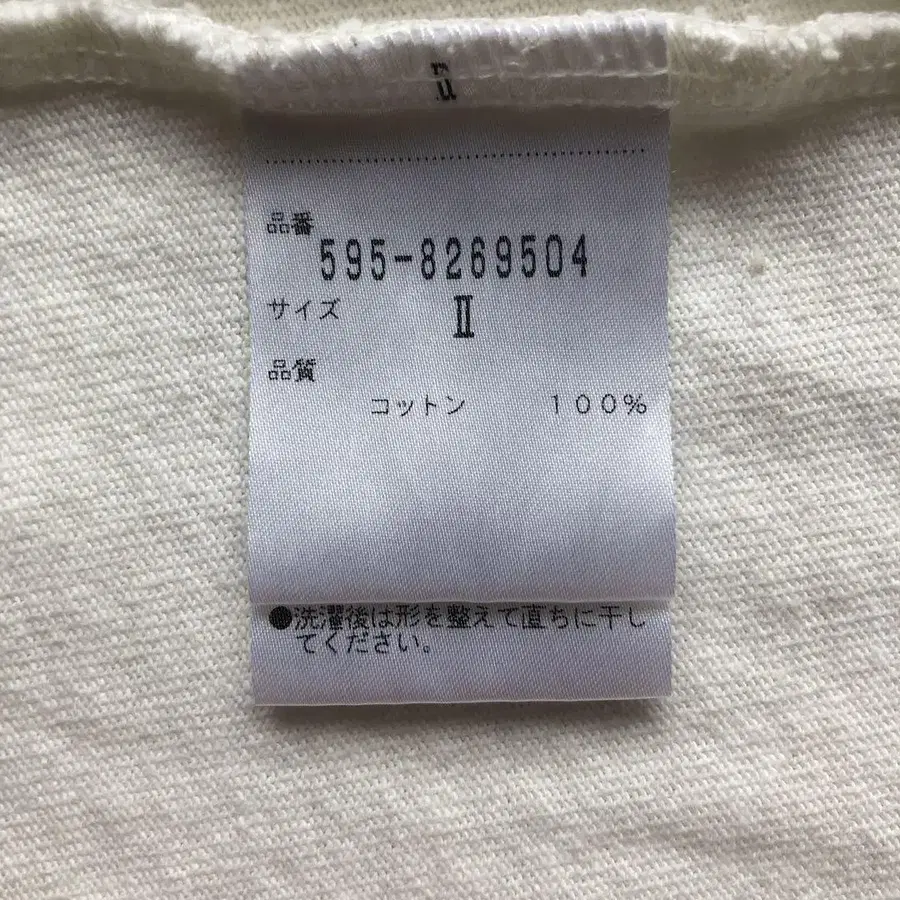 品番
595-8269504
サイズ Ⅱ
品質
コットン 100%
●洗濯後は形を整えて直ちに干し
てください。